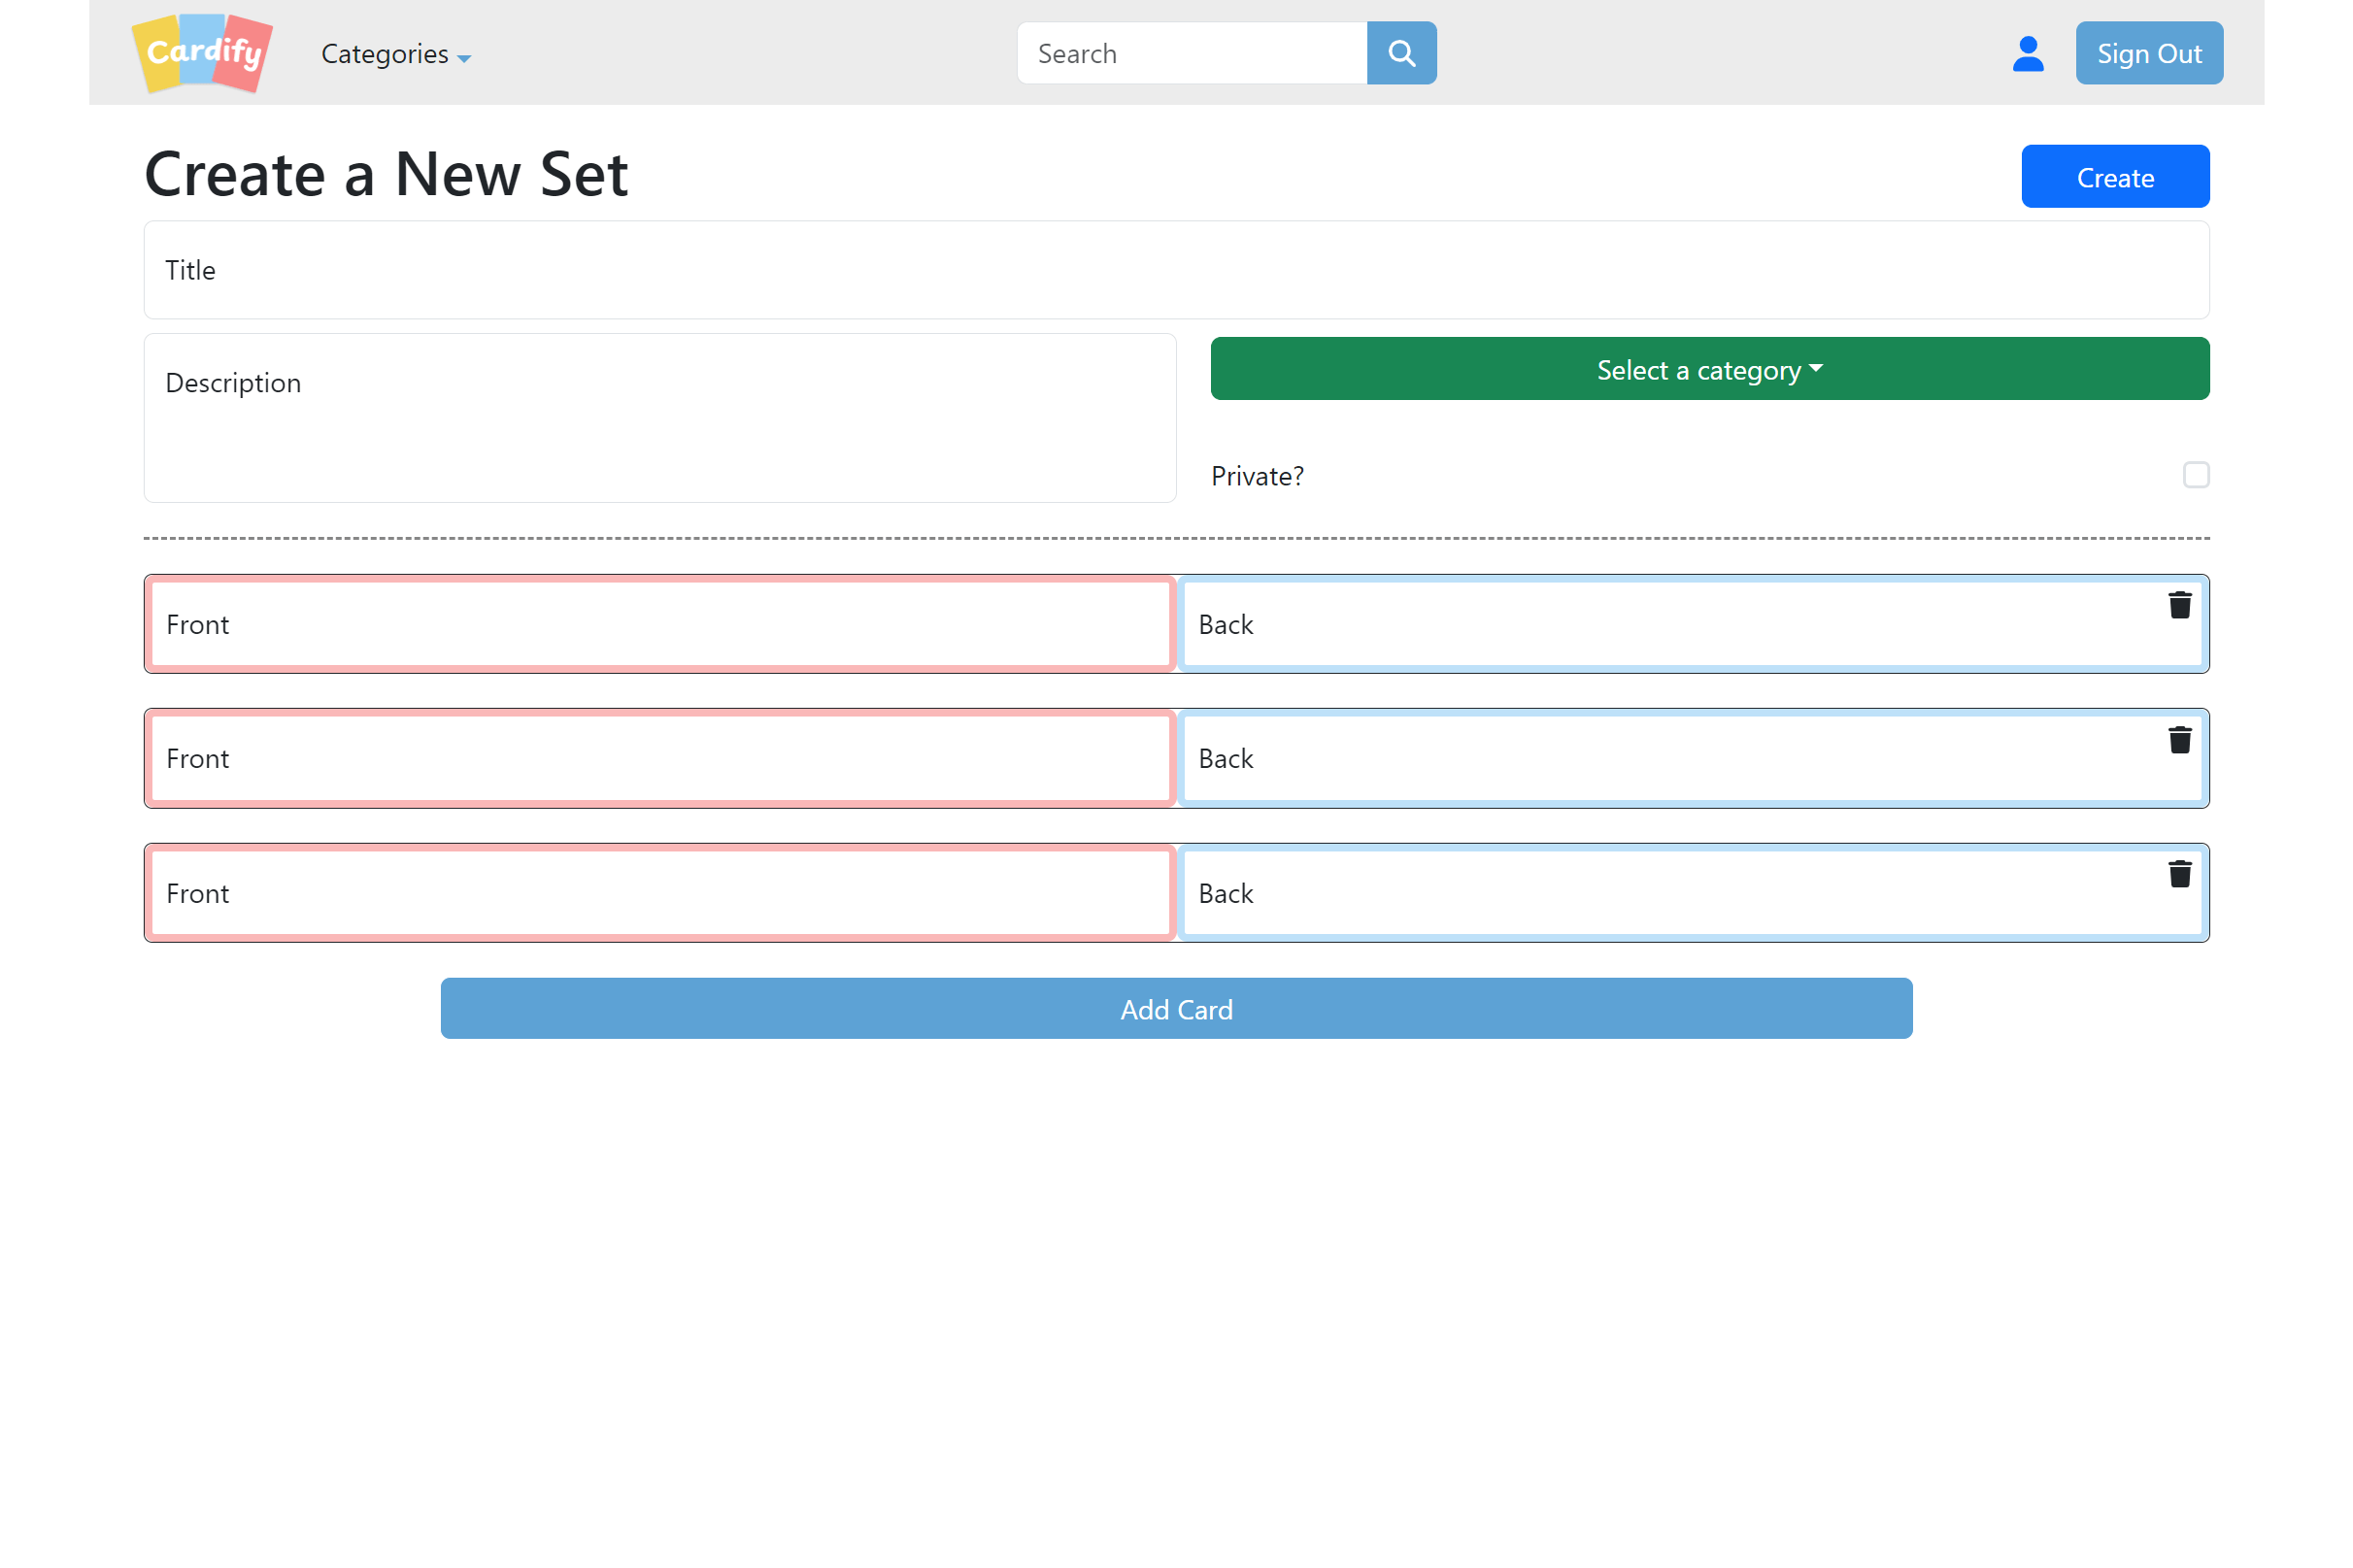 Cardify
Categories
Search
Sign Out
Create a New Set
Create
Title
Description
Select a category
Private?
Front
Back
Front
Back
Front
Back
Add Card